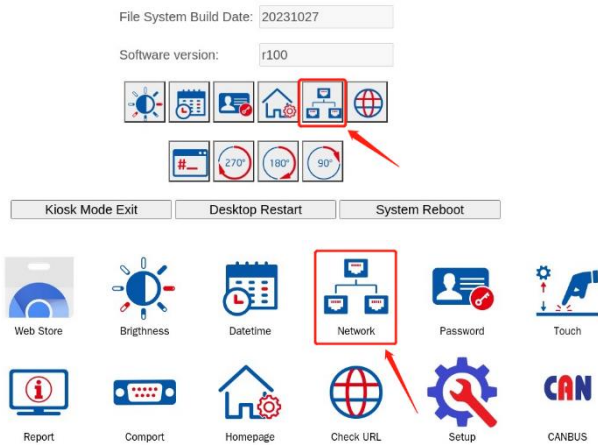 File System Build Date: 20231027
Software version: r100
#_ 270° 180° 90°
Kiosk Mode Exit Desktop Restart System Reboot
Web Store Brigthness Datetime Network Password Touch
i CAN
Report Comport Homepage Check URL Setup CANBUS